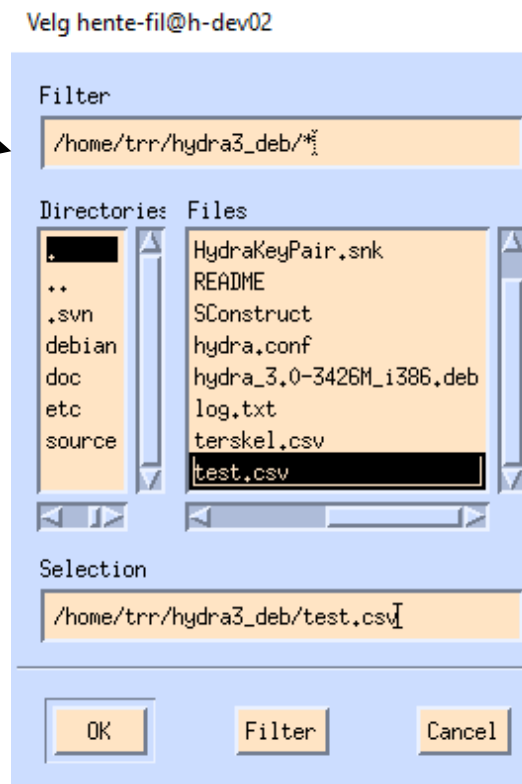 Velg hente-fil@h-dev02
Filter
/home/trr/hydra3_deb/*
Directories
Files
.
..
.svn
debian
doc
etc
source
HydraKeyPair.snk
README
SConstruct
hydra.conf
hydra_3.0-3426M_i386.deb
log.txt
terskel.csv
test.csv
Selection
/home/trr/hydra3_deb/test.csv
OK
Filter
Cancel